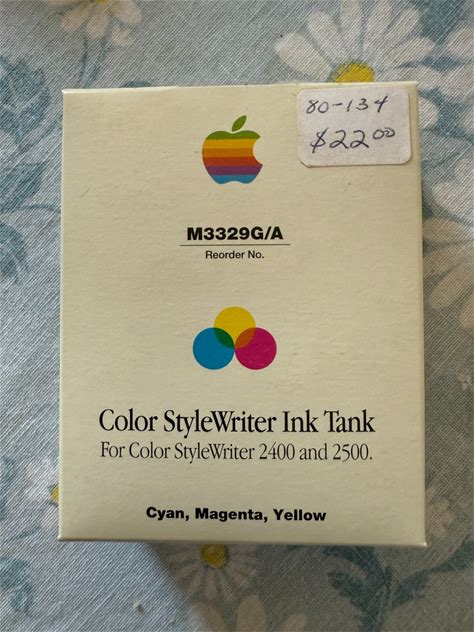 80-134
$22.00
M3329G/A
Reorder No.
Color StyleWriter Ink Tank
For Color StyleWriter 2400 and 2500.
Cyan, Magenta, Yellow